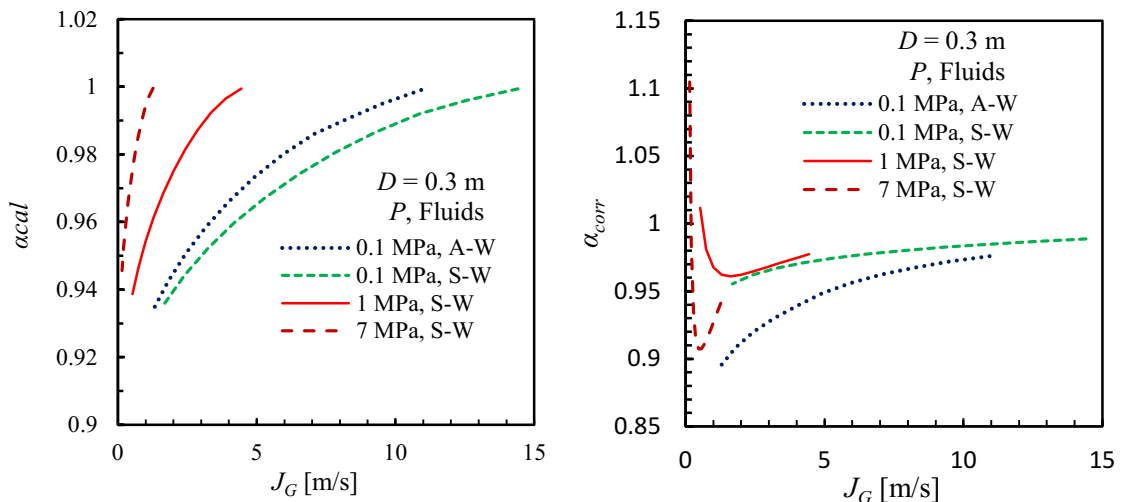 1.02
1
0.98
0.96
0.94
0.92
0.9
αcal
D = 0.3 m
P, Fluids
0.1 MPa, A-W
0.1 MPa, S-W
1 MPa, S-W
7 MPa, S-W
0 5 10 15
J_G [m/s]
1.15
1.1
1.05
1
0.95
0.9
0.85
α_corr
D = 0.3 m
P, Fluids
0.1 MPa, A-W
0.1 MPa, S-W
1 MPa, S-W
7 MPa, S-W
0 5 10 15
J_G [m/s]